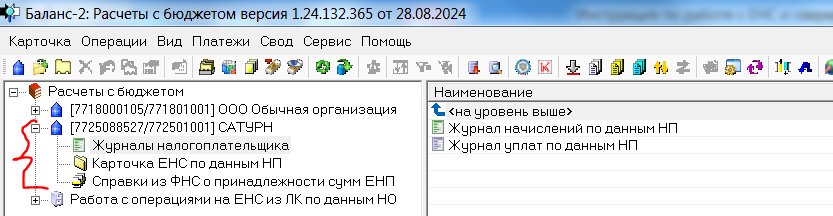 Баланс-2: Расчеты с бюджетом версия 1.24.132.365 от 28.08.2024
Карточка Операции Вид Платежи Свод Сервис Помощь
Расчеты с бюджетом
[7718000105/771801001] ООО Обычная организация
[7725088527/772501001] САТУРН
Журналы налогоплательщика
Карточка ЕНС по данным НП
Справки из ФНС о принадлежности сумм ЕНП
Работа с операциями на ЕНС из ЛК по данным НО
Наименование
<на уровень выше>
Журнал начислений по данным НП
Журнал уплат по данным НП